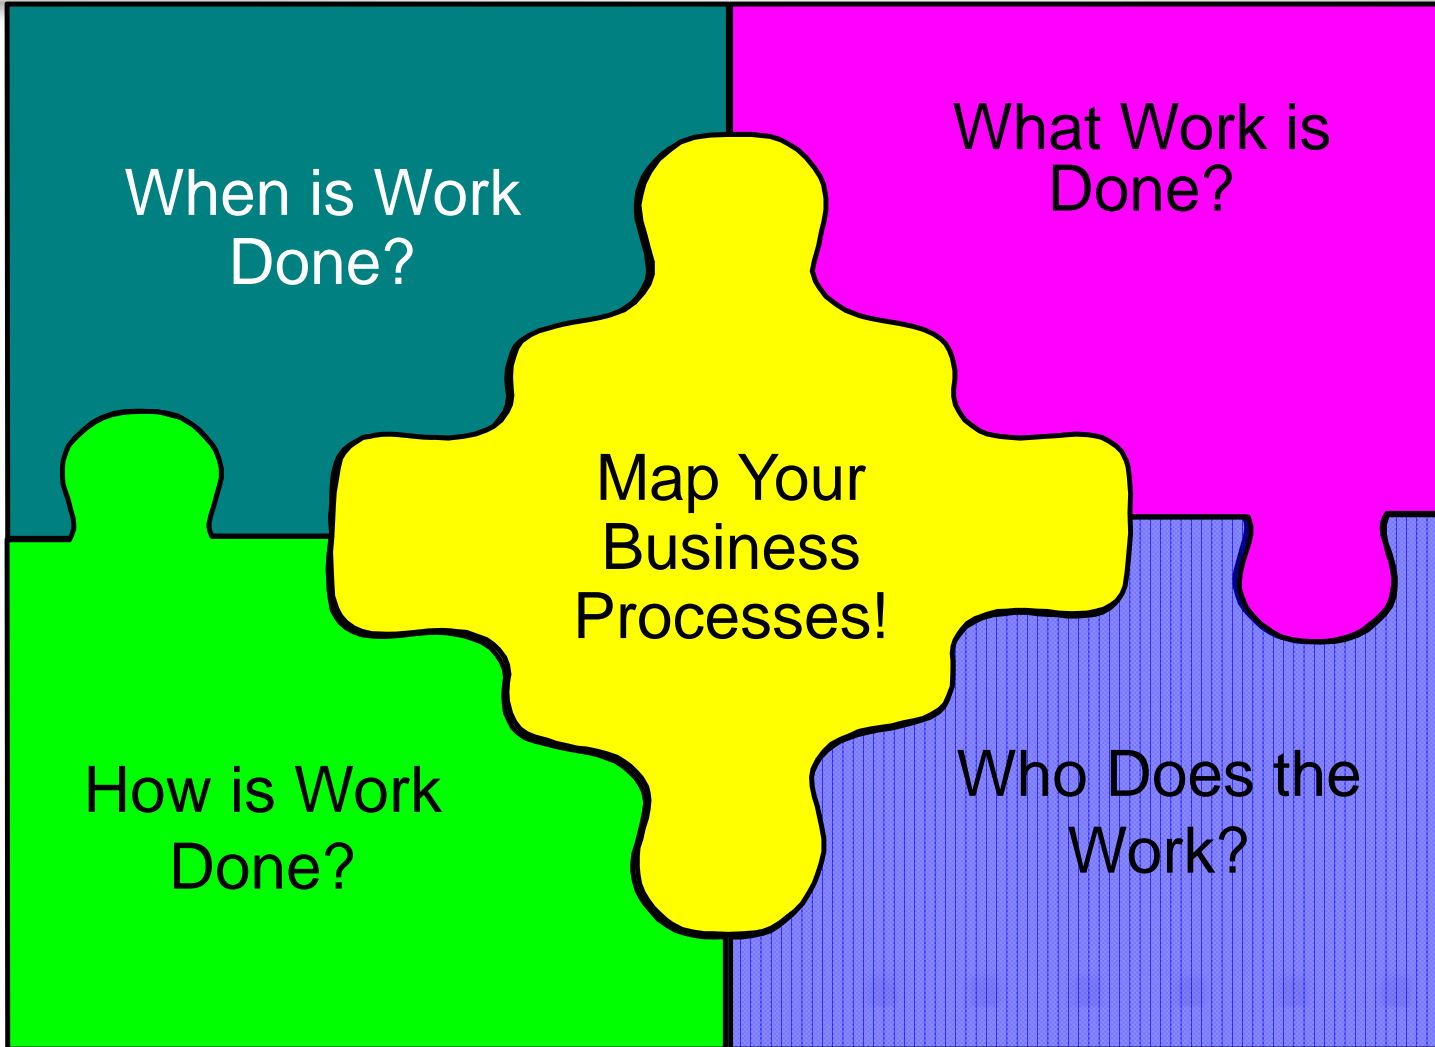 When is Work
Done?
What Work is
Done?
Map Your
Business
Processes!
How is Work
Done?
Who Does the
Work?